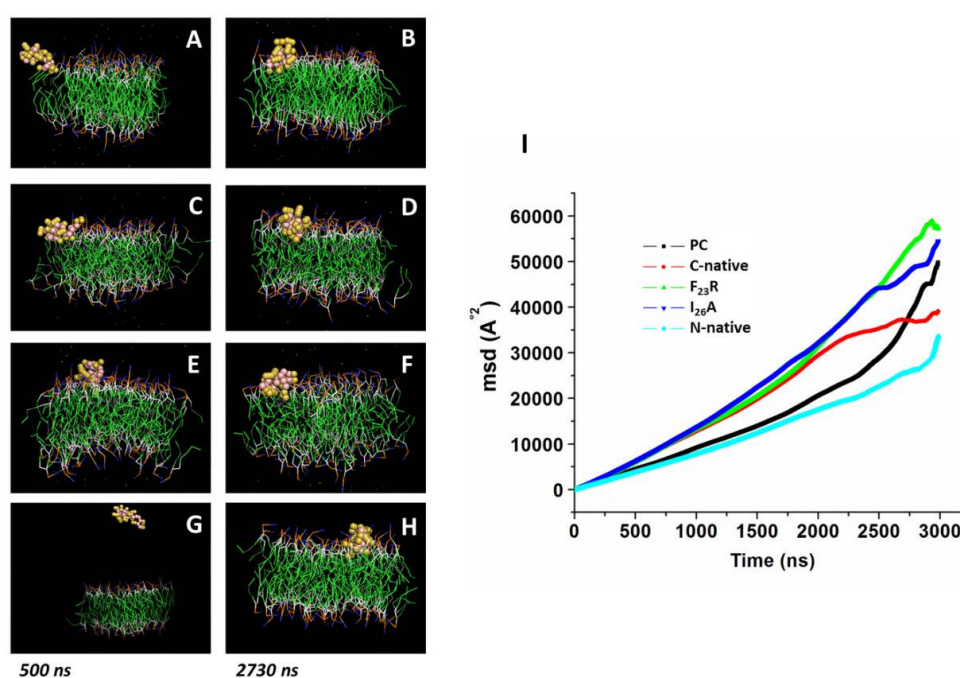 A
B
C
D
E
F
G
H
500 ns
2730 ns
I
60000
50000
40000
30000
20000
10000
0
msd (A°²)
PC
C-native
F₂₃R
I₂₆A
N-native
0 500 1000 1500 2000 2500 3000
Time (ns)